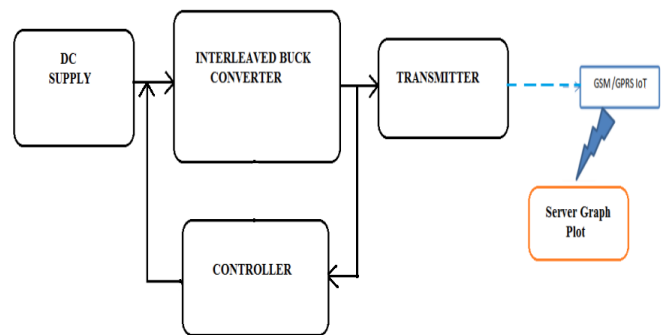 DC
SUPPLY
INTERLEAVED BUCK
CONVERTER
TRANSMITTER
GSM/GPRS IoT
Server Graph
Plot
CONTROLLER